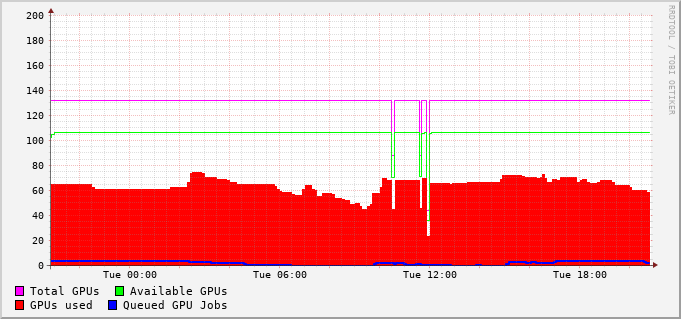 200
180
160
140
120
100
80
60
40
20
0
Tue 00:00 Tue 06:00 Tue 12:00 Tue 18:00
Total GPUs Available GPUs
GPUs used Queued GPU Jobs
RRDTOOL / TOBI OETIKER